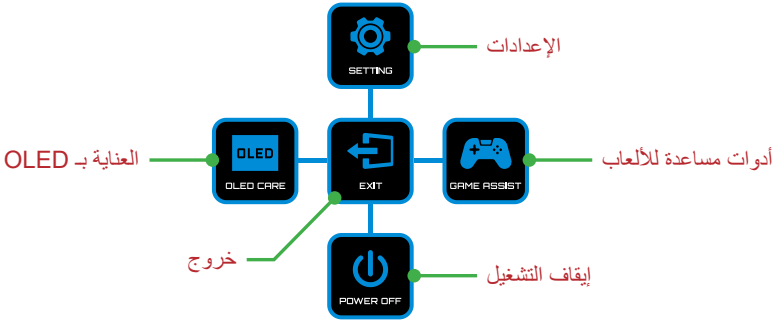 SETTING
الإعدادات
العناية بـ OLED
OLED
OLED CARE
EXIT
GAME ASSIST
أدوات مساعدة للألعاب
خروج
POWER OFF
إيقاف التشغيل